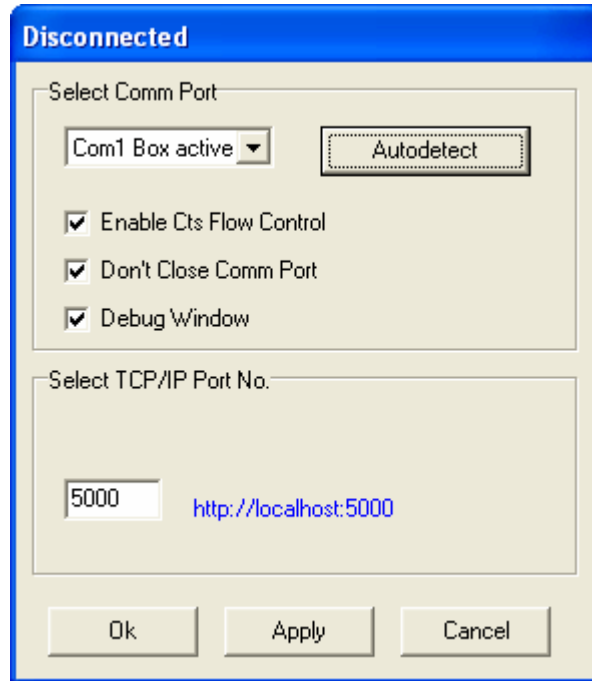 Disconnected
Select Comm Port
Com1 Box active
Autodetect
Enable Cts Flow Control
Don't Close Comm Port
Debug Window
Select TCP/IP Port No.
5000
http://localhost:5000
Ok
Apply
Cancel